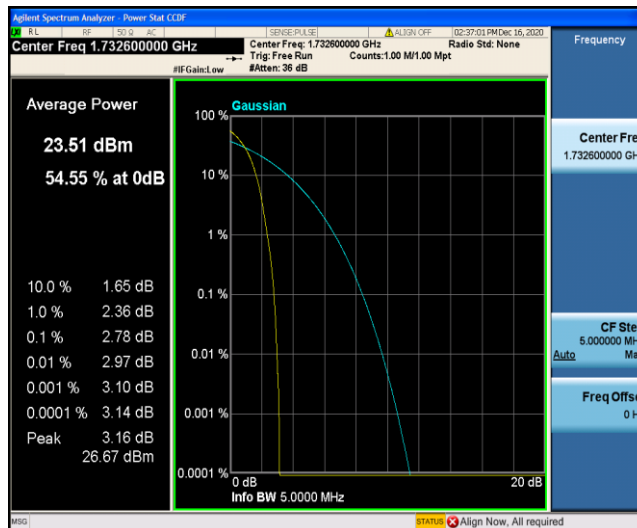 Agilent Spectrum Analyzer - Power Stat CCDF
RL RF 50 Ω AC SENSE:PULSE ALIGN OFF 02:37:01 PM Dec 16, 2020
Center Freq 1.732600000 GHz
Center Freq: 1.732600000 GHz Radio Std: None
Trig: Free Run Counts:1.00 M/1.00 Mpt
#IFGain:Low #Atten: 36 dB
Frequency
Average Power
23.51 dBm
54.55 % at 0dB
10.0 % 1.65 dB
1.0 % 2.36 dB
0.1 % 2.78 dB
0.01 % 2.97 dB
0.001 % 3.10 dB
0.0001 % 3.14 dB
Peak 3.16 dB
26.67 dBm
Gaussian
100 %
10 %
1 %
0.1 %
0.01 %
0.001 %
0.0001 %
0 dB 20 dB
Info BW 5.0000 MHz
Center Fre
1.732600000 GH
CF Ste
5.000000 MH
Auto Ma
Freq Offse
0 H
MSG STATUS Align Now, All required